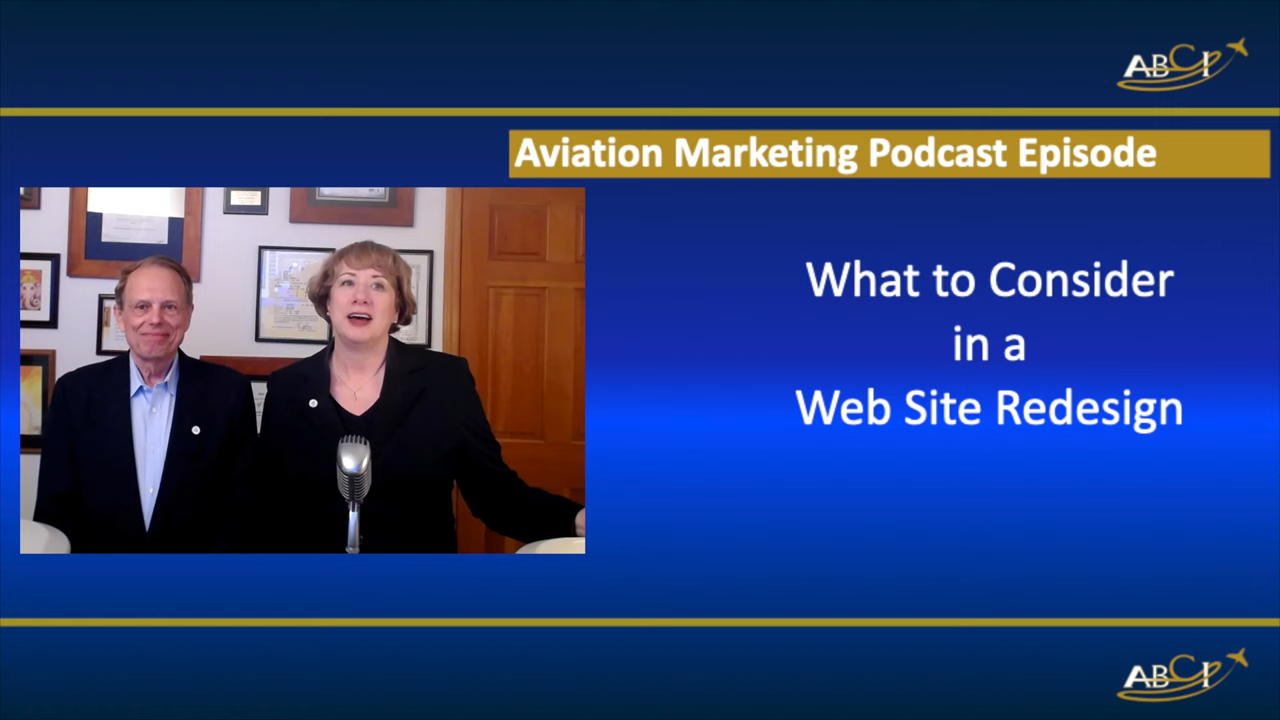 ABCI
Aviation Marketing Podcast Episode
What to Consider
in a
Web Site Redesign
ABCI